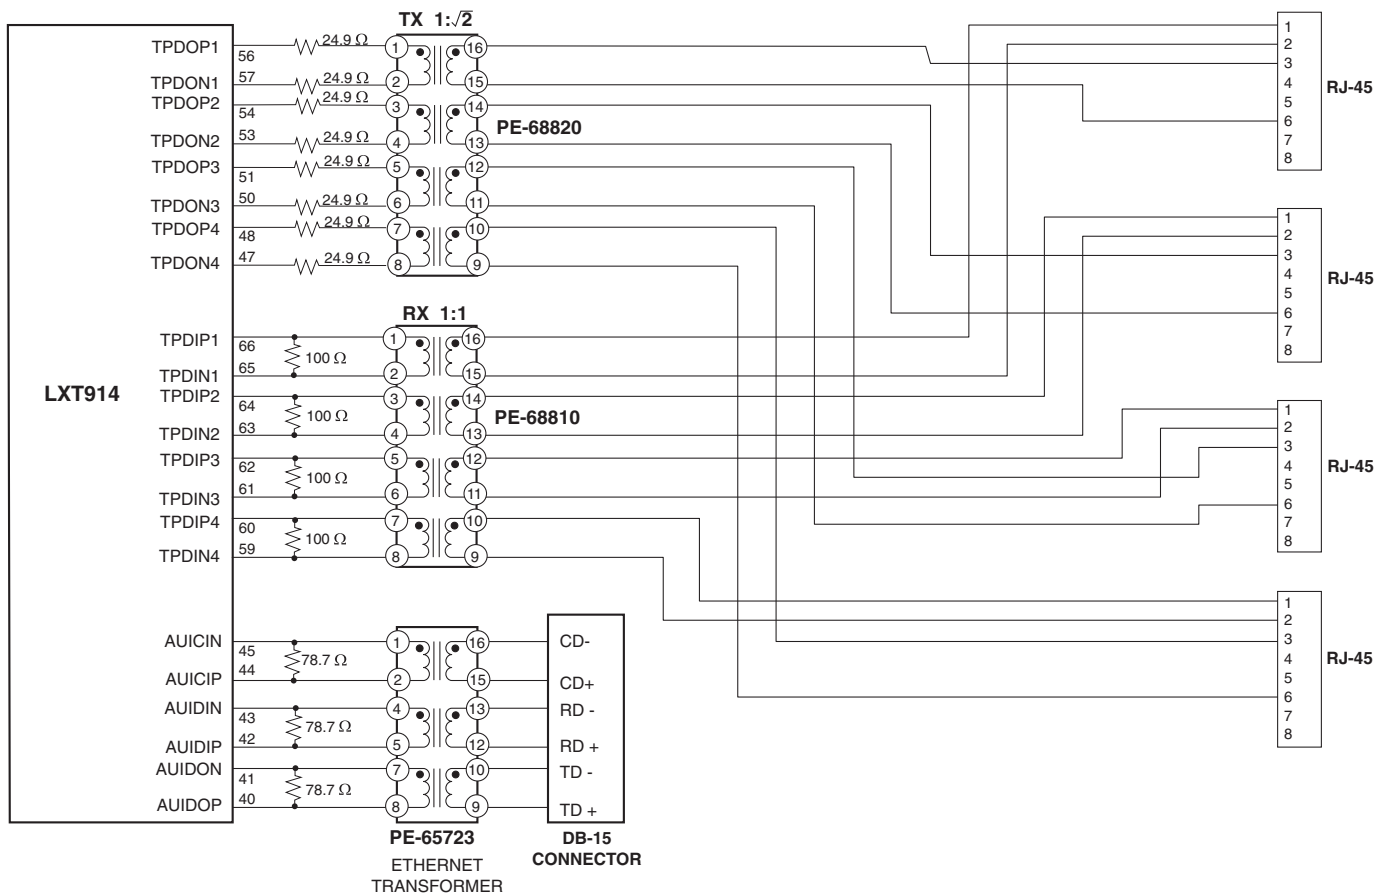 TX 1:√2
LXT914
TPDOP1 56 24.9 Ω 1 16
TPDON1 57 24.9 Ω 2 15
TPDOP2 54 24.9 Ω 3 14
PE-68820
TPDON2 53 24.9 Ω 4 13
TPDOP3 51 24.9 Ω 5 12
TPDON3 50 24.9 Ω 6 11
TPDOP4 48 24.9 Ω 7 10
TPDON4 47 24.9 Ω 8 9
RX 1:1
TPDIP1 66 1 16
100 Ω
TPDIN1 65 2 15
TPDIP2 64 3 14
100 Ω
PE-68810
TPDIN2 63 4 13
TPDIP3 62 5 12
100 Ω
TPDIN3 61 6 11
TPDIP4 60 7 10
100 Ω
TPDIN4 59 8 9
AUICIN 45 1 16 CD-
78.7 Ω
AUICIP 44 2 15 CD+
AUIDIN 43 4 13 RD -
78.7 Ω
AUIDIP 42 5 12 RD +
AUIDON 41 7 10 TD -
78.7 Ω
AUIDOP 40 8 9 TD +
PE-65723
ETHERNET
TRANSFORMER
DB-15
CONNECTOR
1
2
3
4
5
6
7
8
RJ-45
1
2
3
4
5
6
7
8
RJ-45
1
2
3
4
5
6
7
8
RJ-45
1
2
3
4
5
6
7
8
RJ-45